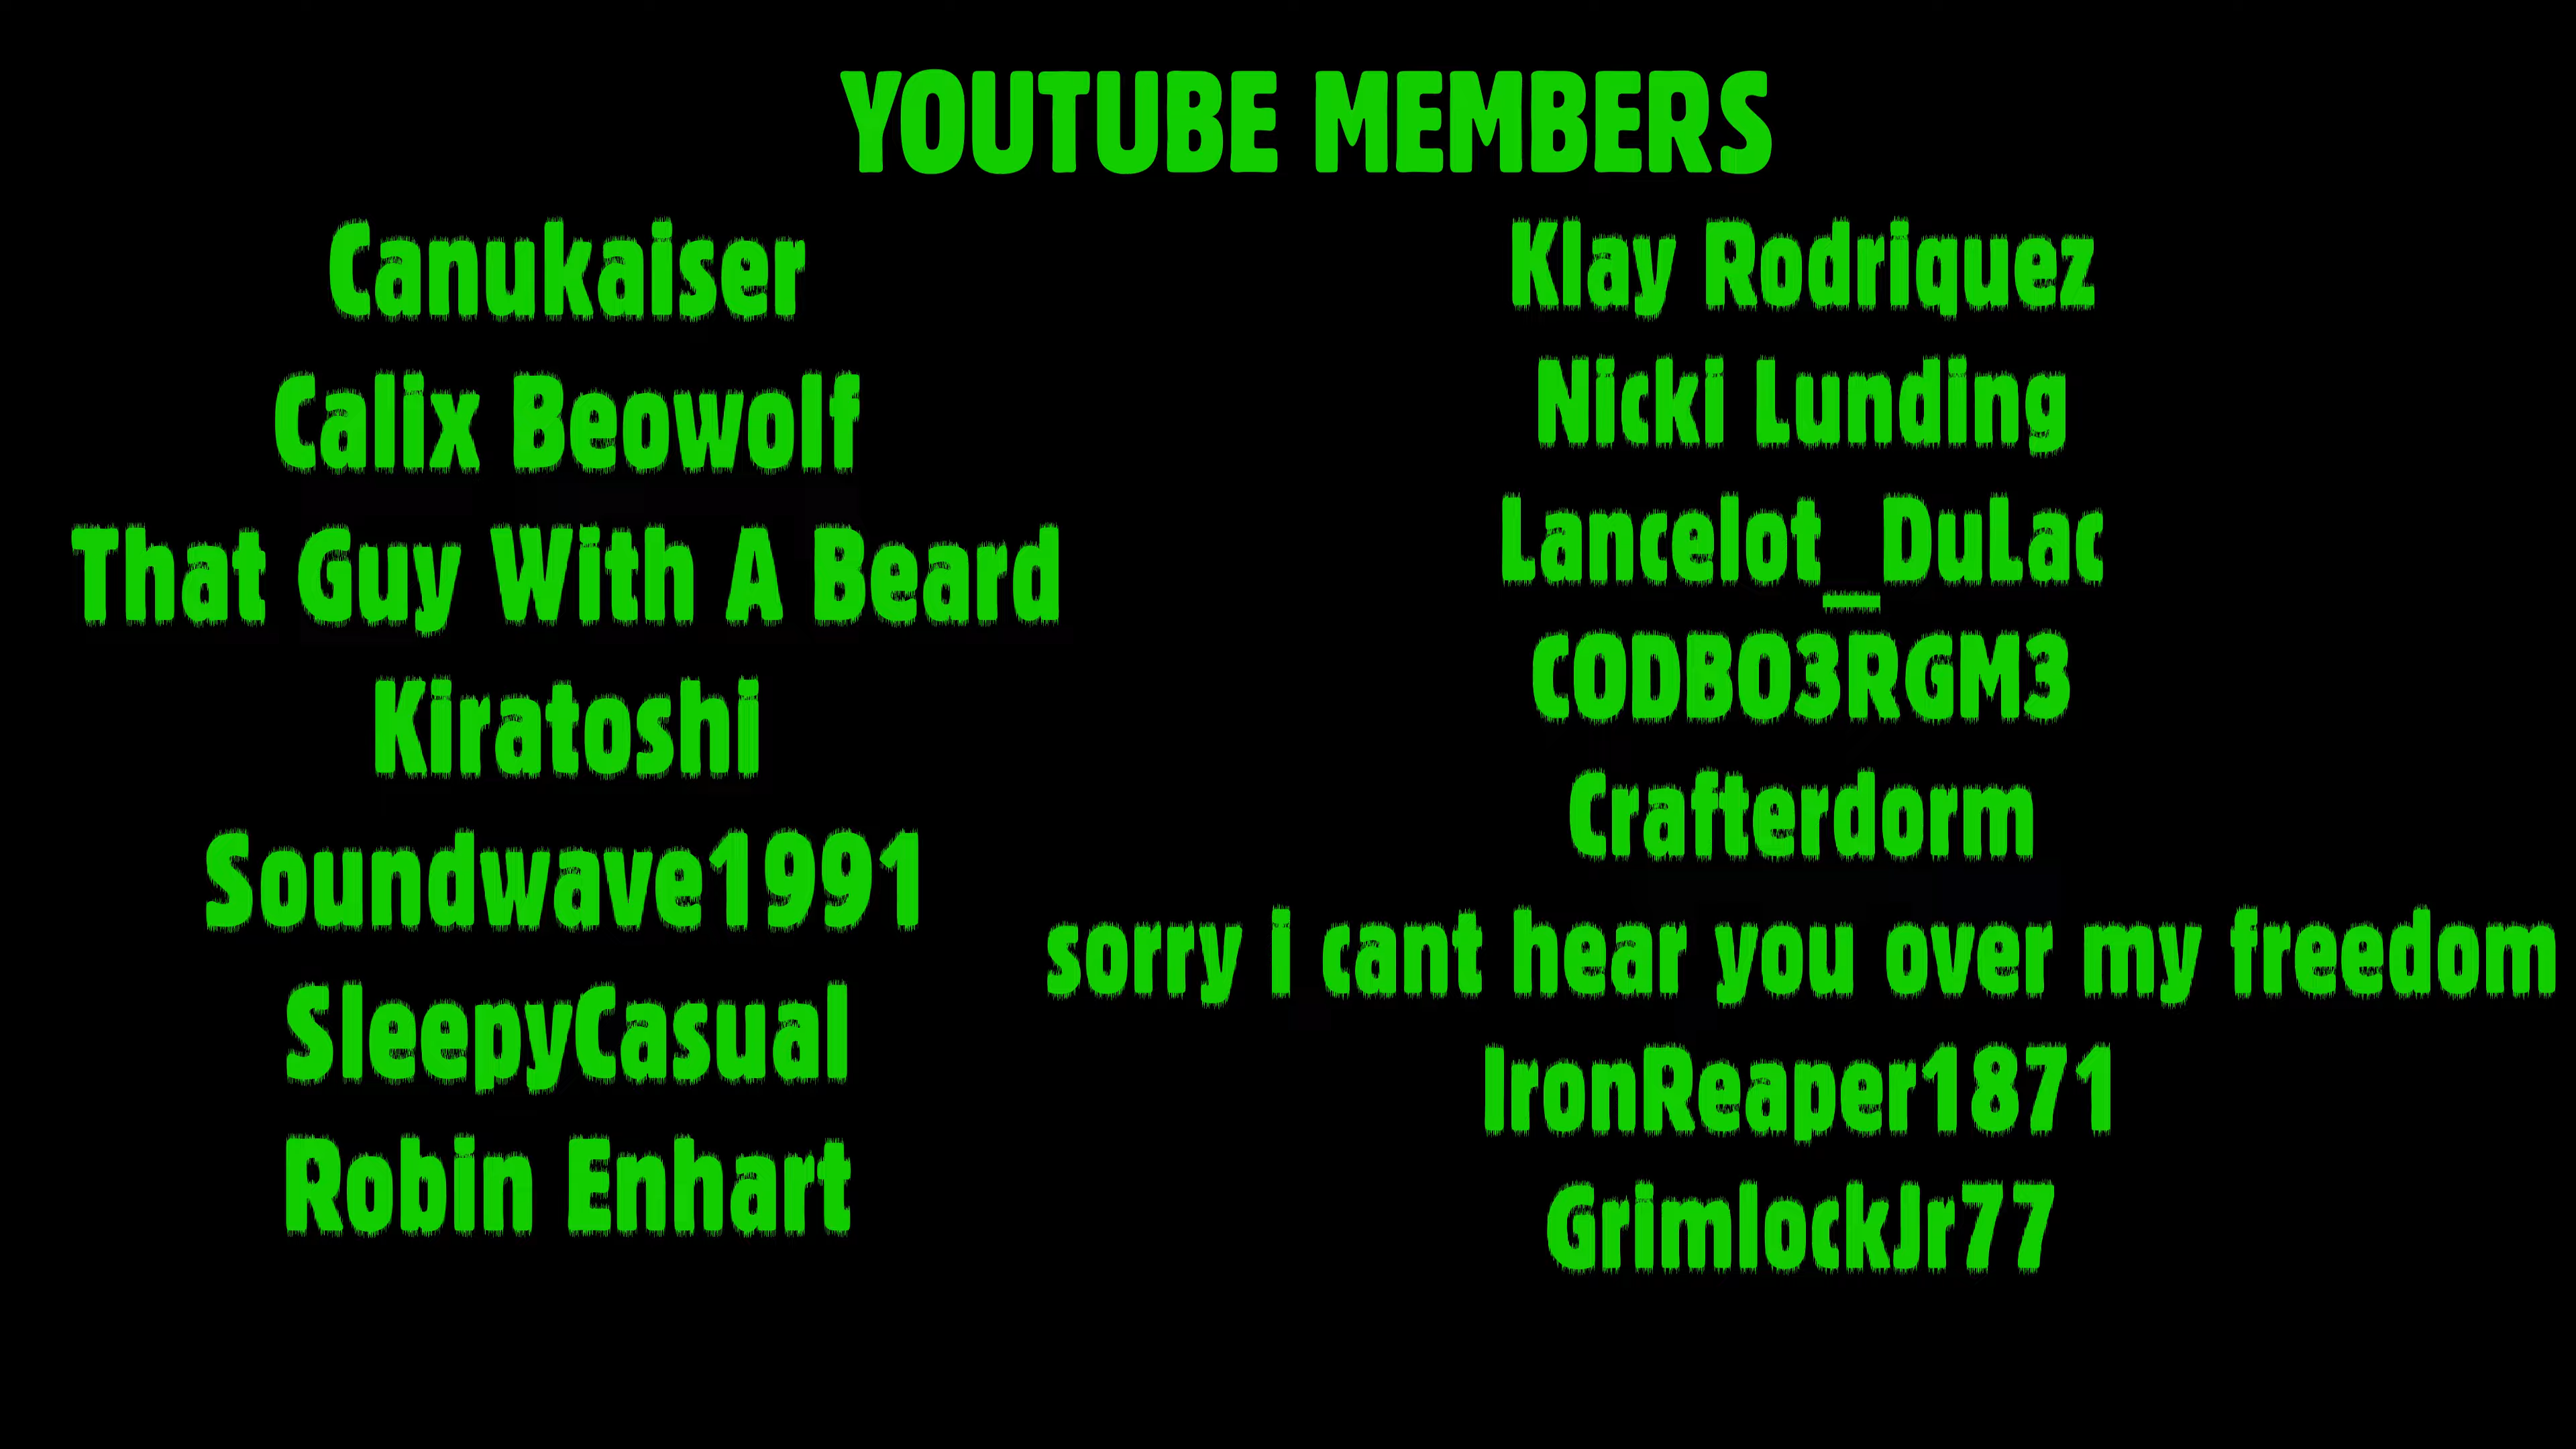 YOUTUBE MEMBERS
Canukaiser
Calix Beowolf
That Guy With A Beard
Kiratoshi
Soundwave1991
SleepyCasual
Robin Enhart
Klay Rodriquez
Nicki Lunding
Lancelot_DuLac
CODBO3RGM3
Crafterdorm
sorry i cant hear you over my freedom
IronReaper1871
GrimlockJr77